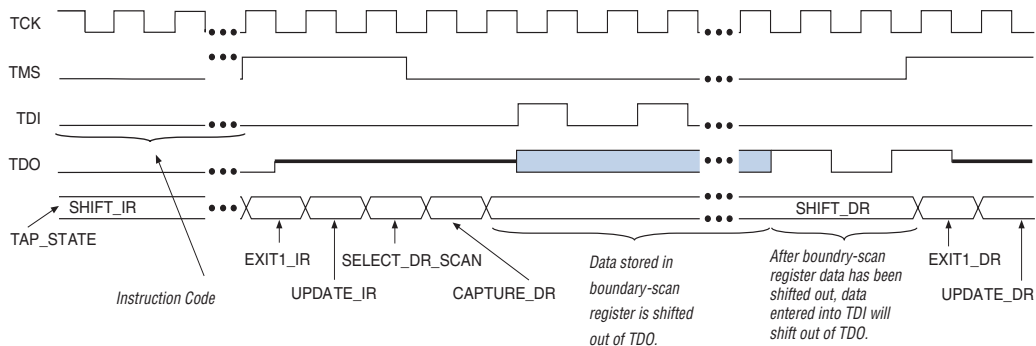 TCK
TMS
TDI
TDO
SHIFT_IR
SHIFT_DR
TAP_STATE
EXIT1_IR
SELECT_DR_SCAN
EXIT1_DR
UPDATE_IR
CAPTURE_DR
UPDATE_DR
Instruction Code
Data stored in
boundary-scan
register is shifted
out of TDO.
After boundry-scan
register data has been
shifted out, data
entered into TDI will
shift out of TDO.